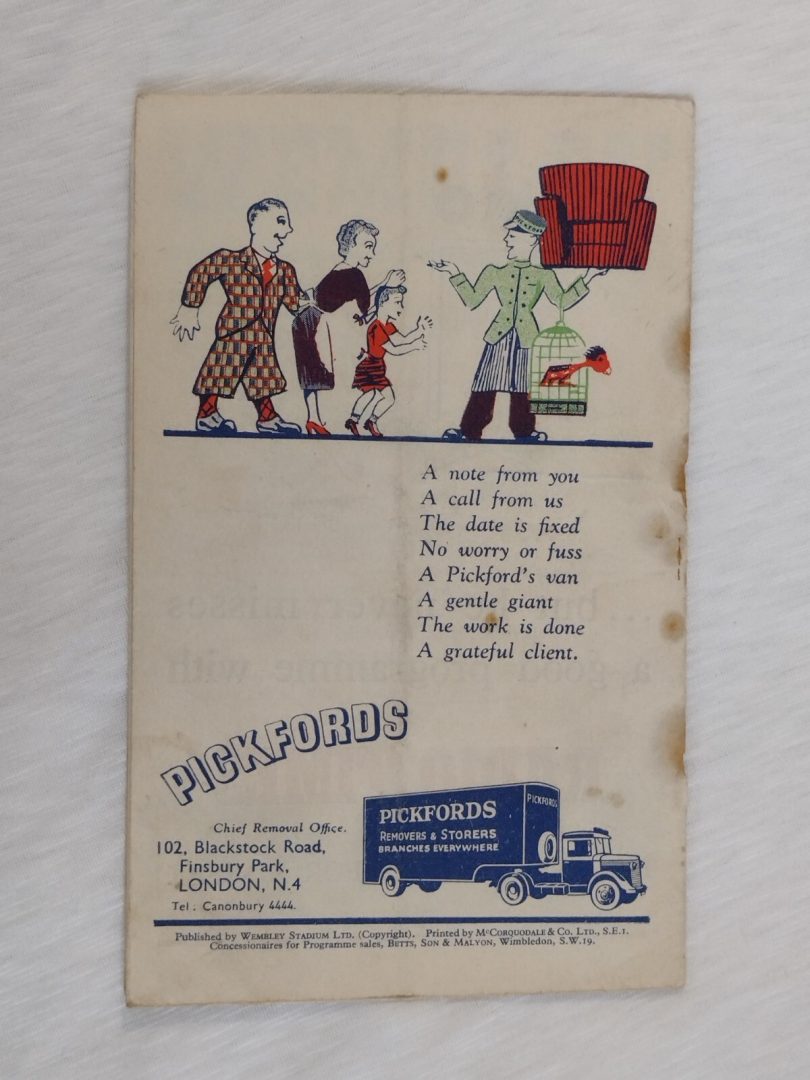 PICKFORDS
A note from you
A call from us
The date is fixed
No worry or fuss
A Pickford's van
A gentle giant
The work is done
A grateful client.
PICKFORDS
Chief Removal Office.
102, Blackstock Road,
Finsbury Park,
LONDON, N.4
Tel: Canonbury 4444.
PICKFORDS
REMOVERS & STORERS
BRANCHES EVERYWHERE
PICKFORDS
Published by WEMBLEY STADIUM LTD. (Copyright). Printed by MCCORQUODALE & CO. LTD., S.E.1.
Concessionaires for Programme sales, BETTS, SON & MALYON, Wimbledon, S.W.19.